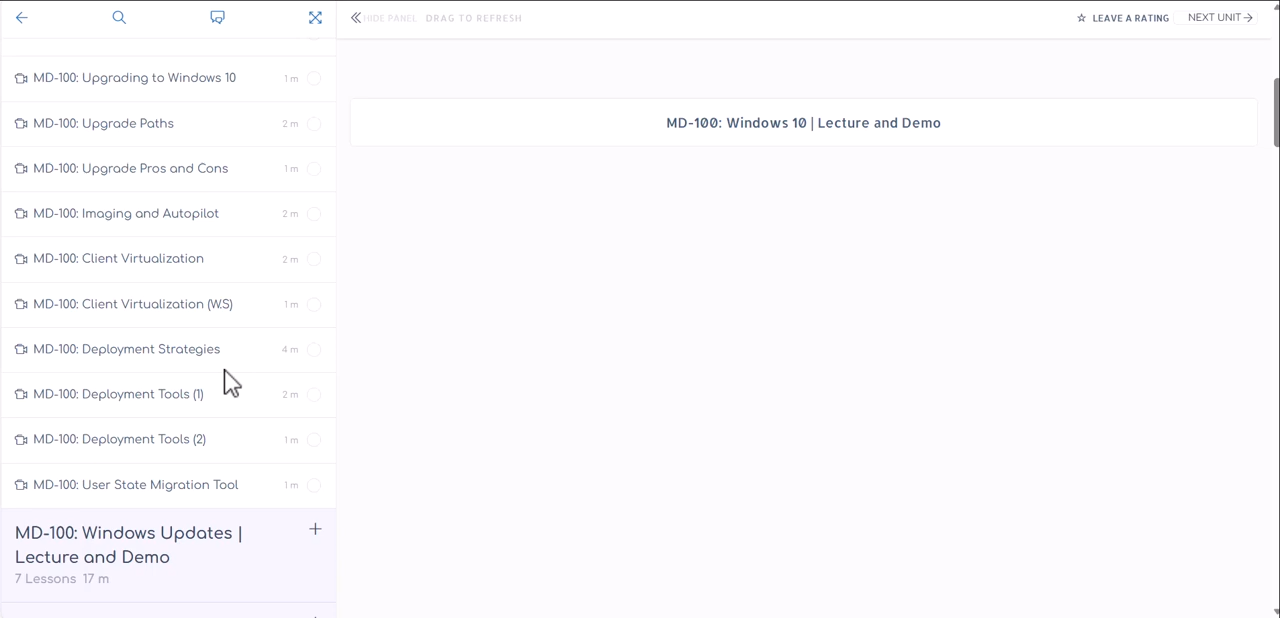 HIDE PANEL DRAG TO REFRESH
LEAVE A RATING NEXT UNIT
MD-100: Upgrading to Windows 10 1 m
MD-100: Upgrade Paths 2 m
MD-100: Upgrade Pros and Cons 1 m
MD-100: Imaging and Autopilot 2 m
MD-100: Client Virtualization 2 m
MD-100: Client Virtualization (W.S) 1 m
MD-100: Deployment Strategies 4 m
MD-100: Deployment Tools (1) 2 m
MD-100: Deployment Tools (2) 1 m
MD-100: User State Migration Tool 1 m
MD-100: Windows Updates |
Lecture and Demo
7 Lessons 17 m
MD-100: Windows 10 | Lecture and Demo